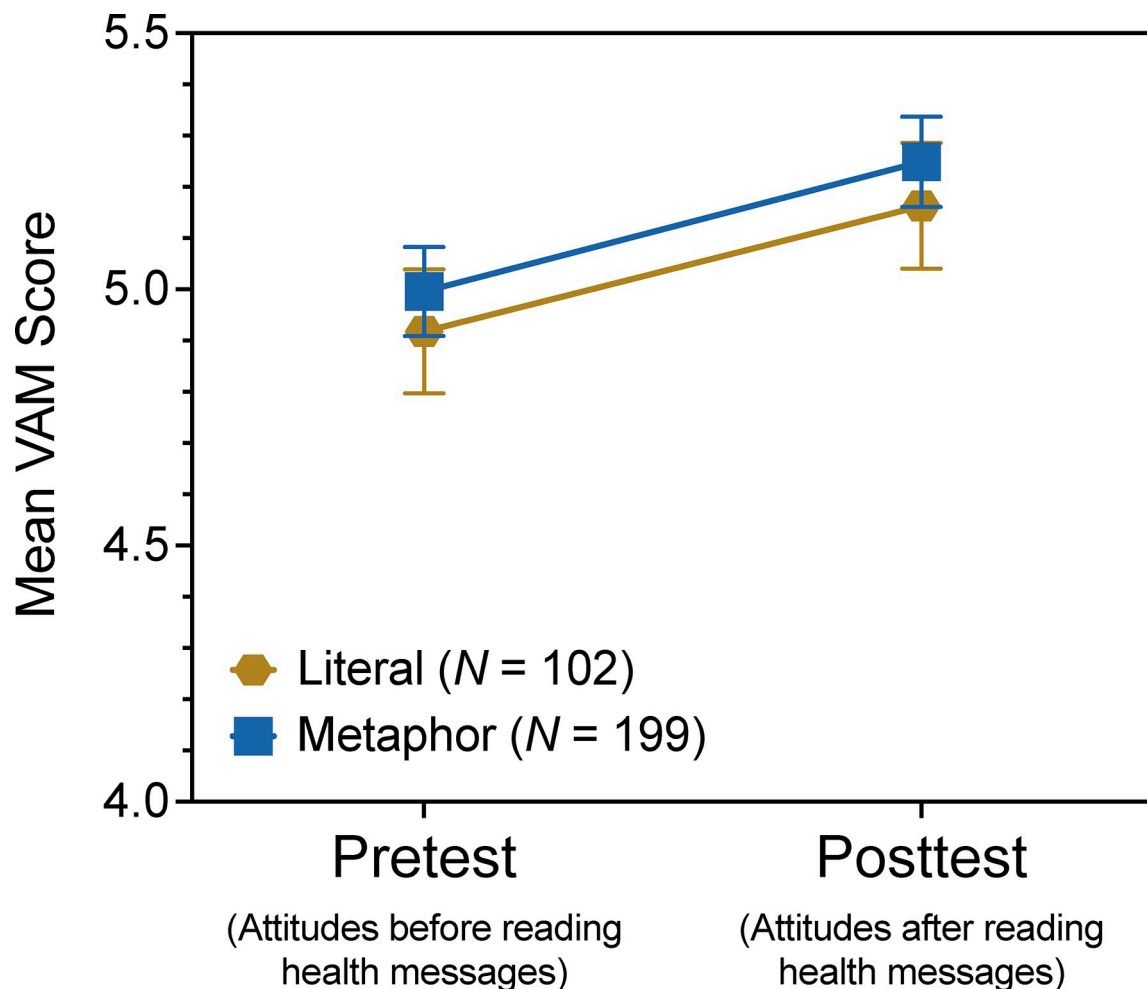 5.5
5.0
4.5
4.0
Mean VAM Score
Literal (N = 102)
Metaphor (N = 199)
Pretest
(Attitudes before reading
health messages)
Posttest
(Attitudes after reading
health messages)